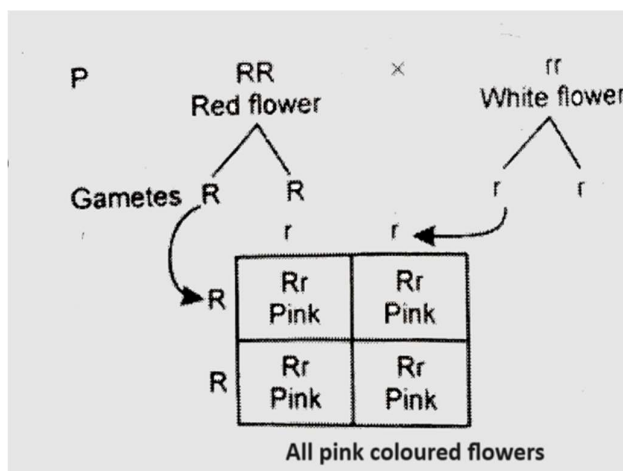 P RR × rr
Red flower White flower
Gametes R R r r
r r
R Rr Rr
Pink Pink
R Rr Rr
Pink Pink
All pink coloured flowers